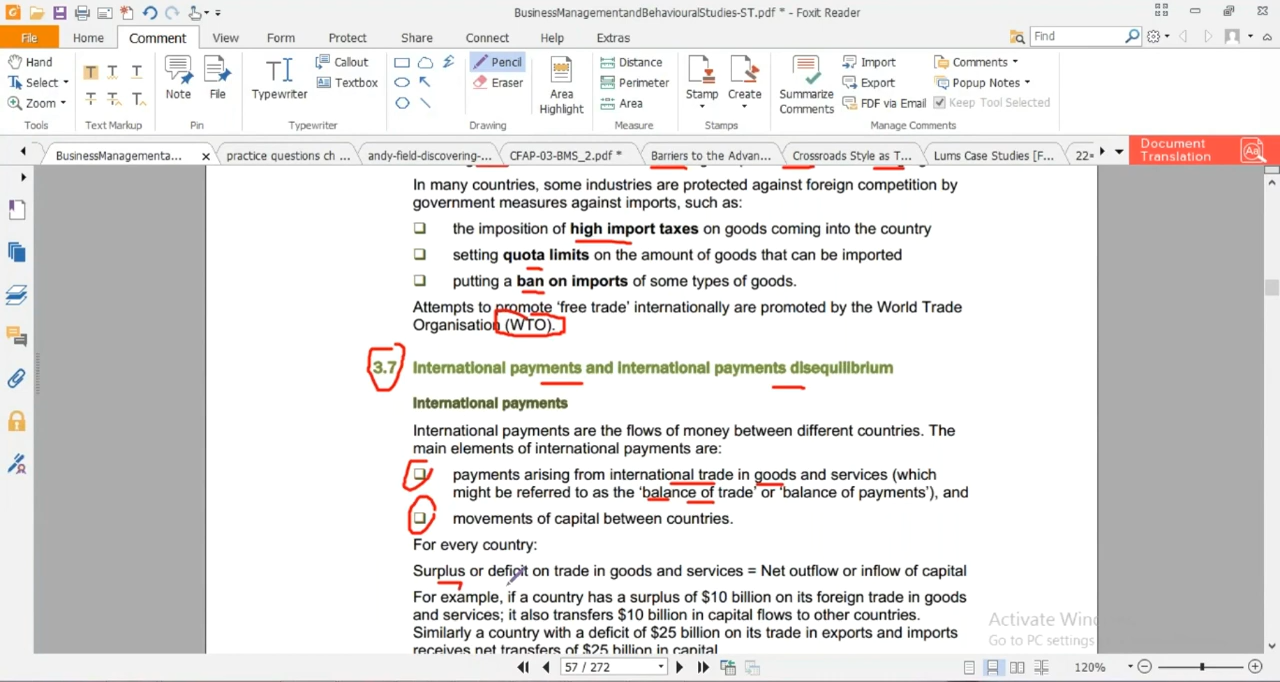 BusinessManagementandBehaviouralStudies-ST.pdf * - Foxit Reader
File Home Comment View Form Protect Share Connect Help Extras Find
Hand Select Zoom Tools
T T T T T T Text Markup
Note File Pin
Typewriter Callout Textbox Typewriter
Pencil Eraser Area Highlight Drawing
Distance Perimeter Area Measure
Stamp Create Stamps
Summarize Comments Import Export FDF via Email Comments Popup Notes Keep Tool Selected Manage Comments
BusinessManagementa... practice questions ch ... andy-field-discovering-... CFAP-03-BMS_2.pdf * Barriers to the Advan... Crossroads Style as T... Lums Case Studies [F... 22= Document Translation
In many countries, some industries are protected against foreign competition by
government measures against imports, such as:
the imposition of high import taxes on goods coming into the country
setting quota limits on the amount of goods that can be imported
putting a ban on imports of some types of goods.
Attempts to promote ‘free trade’ internationally are promoted by the World Trade
Organisation (WTO).
3.7 International payments and international payments disequilibrium
International payments
International payments are the flows of money between different countries. The
main elements of international payments are:
payments arising from international trade in goods and services (which
might be referred to as the ‘balance of trade’ or ‘balance of payments’), and
movements of capital between countries.
For every country:
Surplus or deficit on trade in goods and services = Net outflow or inflow of capital
For example, if a country has a surplus of $10 billion on its foreign trade in goods
and services; it also transfers $10 billion in capital flows to other countries.
Similarly a country with a deficit of $25 billion on its trade in exports and imports
receives net transfers of $25 billion in capital
Activate Win
Go to PC settings
57 / 272 120%